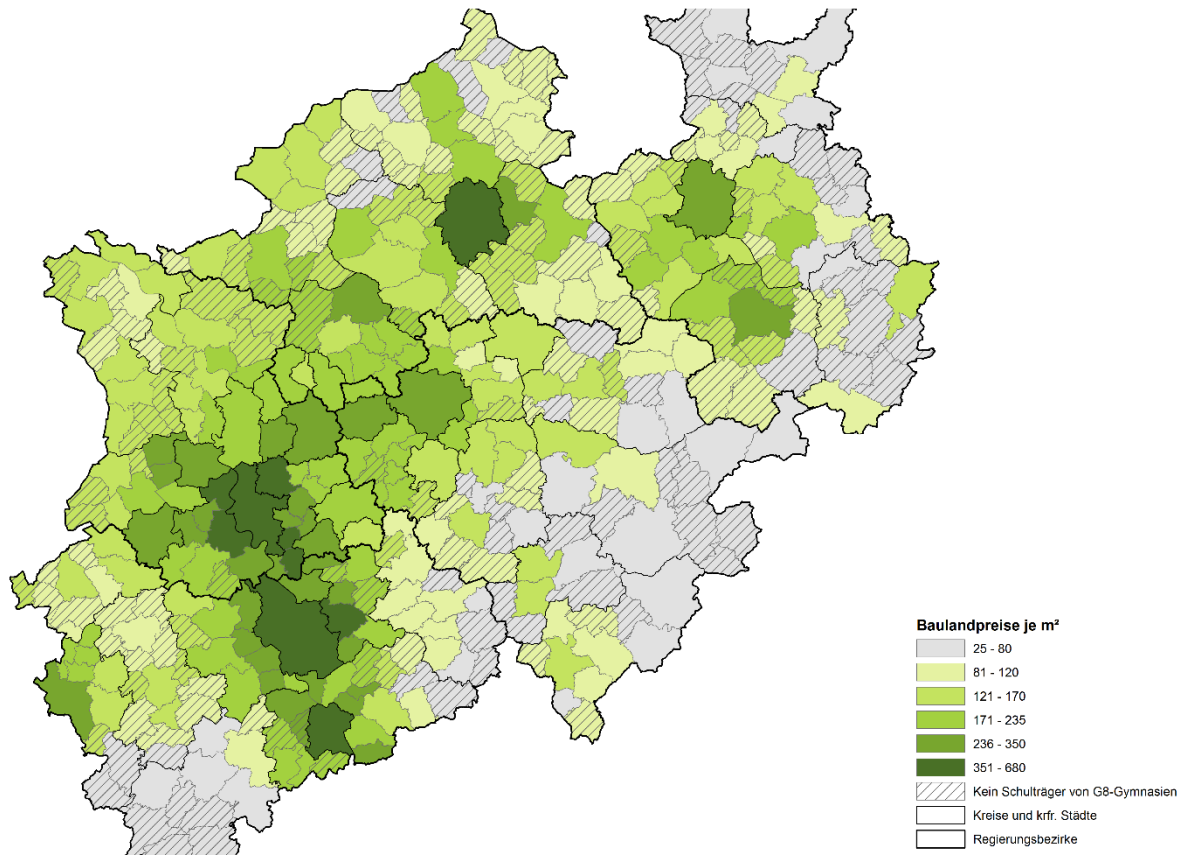 Baulandpreise je m²
25 - 80
81 - 120
121 - 170
171 - 235
236 - 350
351 - 680
Kein Schulträger von G8-Gymnasien
Kreise und krfr. Städte
Regierungsbezirke